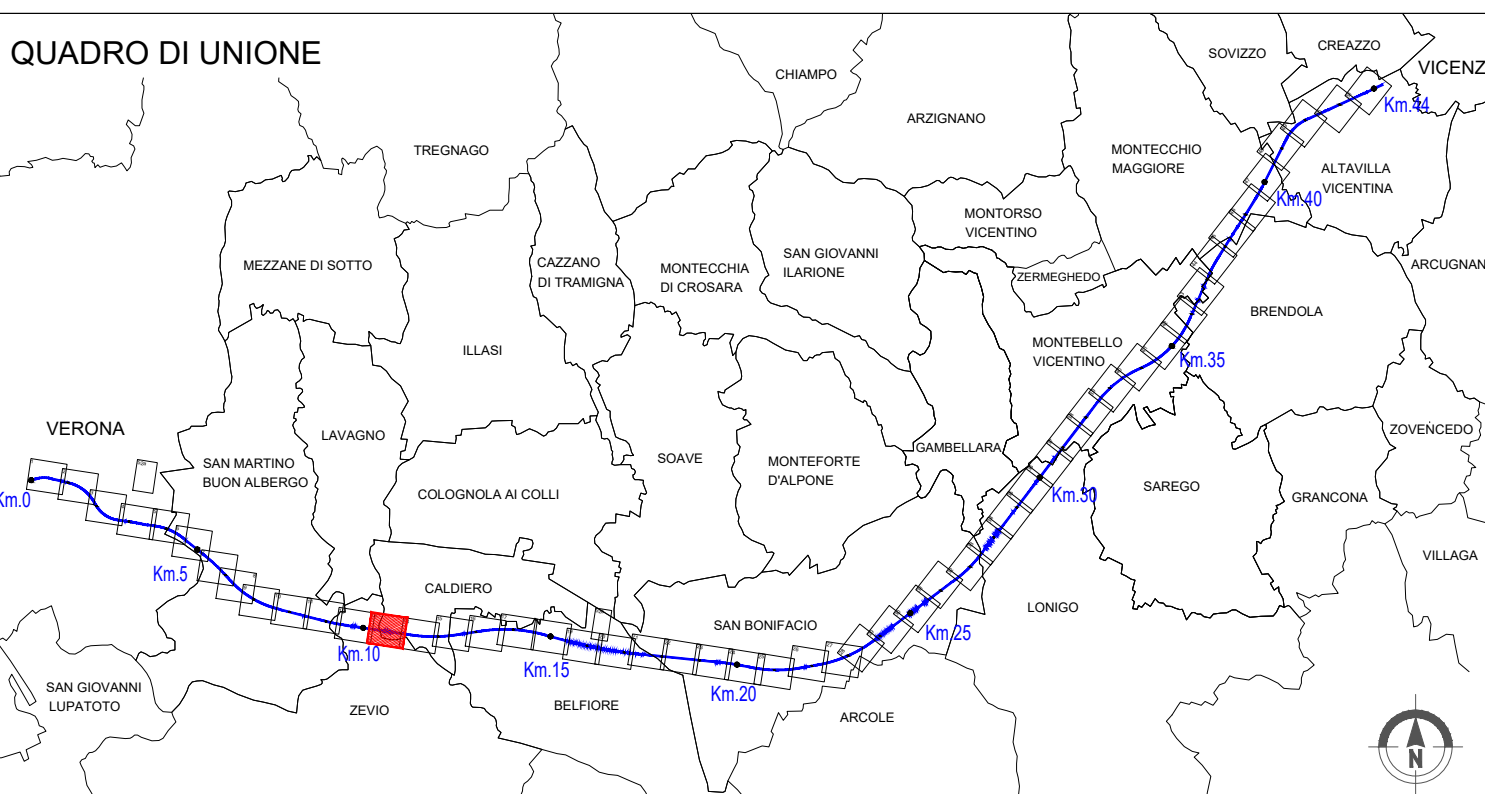 QUADRO DI UNIONE
SOVIZZO
CREAZZO
VICENZ
CHIAMPO
Km.44
ARZIGNANO
TREGNAGO
MONTECCHIO
MAGGIORE
ALTAVILLA
VICENTINA
Km.40
MONTORSO
VICENTINO
SAN GIOVANNI
ILARIONE
MEZZANE DI SOTTO
CAZZANO
DI TRAMIGNA
MONTECCHIA
DI CROSARA
ZERMEGHEDO
ARCUGNAN
BRENDOLA
ILLASI
MONTEBELLO
VICENTINO
Km.35
VERONA
LAVAGNO
ZOVENCEDO
SAN MARTINO
BUON ALBERGO
SOAVE
MONTEFORTE
D'ALPONE
GAMBELLARA
COLOGNOLA AI COLLI
Km.0
Km.30
SAREGO
GRANCONA
VILLAGA
Km.5
CALDIERO
LONIGO
SAN BONIFACIO
Km.25
Km.10
Km.15
Km.20
SAN GIOVANNI
LUPATOTO
ZEVIO
BELFIORE
ARCOLE
N